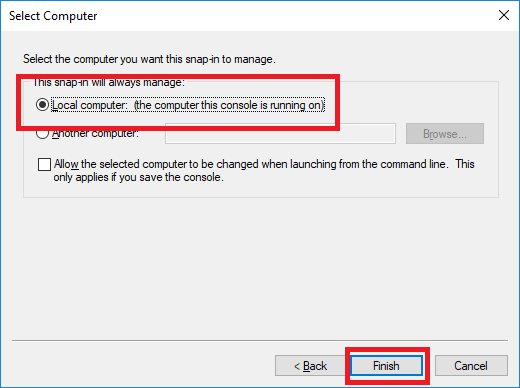 Select Computer
Select the computer you want this snap-in to manage.
This snap-in will always manage:
Local computer: (the computer this console is running on)
Another computer:
Browse...
Allow the selected computer to be changed when launching from the command line. This
only applies if you save the console.
< Back
Finish
Cancel